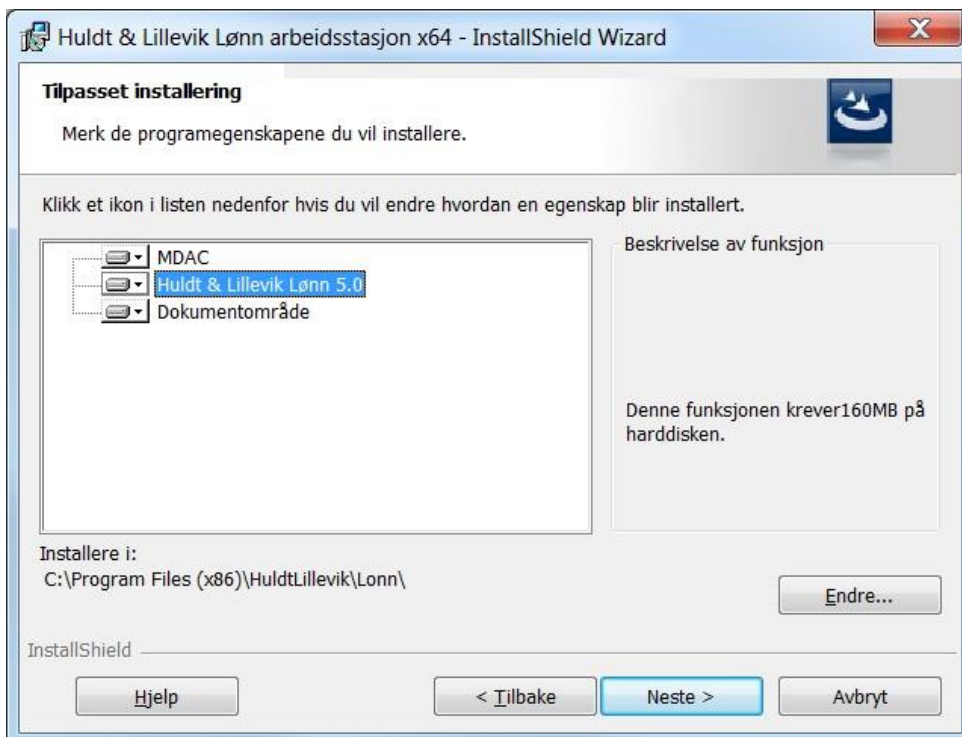 Huldt & Lillevik Lønn arbeidsstasjon x64 - InstallShield Wizard
Tilpasset installering
Merk de programegenskapene du vil installere.
Klikk et ikon i listen nedenfor hvis du vil endre hvordan en egenskap blir installert.
MDAC
Huldt & Lillevik Lønn 5.0
Dokumentområde
Beskrivelse av funksjon
Denne funksjonen krever160MB på
harddisken.
Installere i:
C:\Program Files (x86)\HuldtLillevik\Lonn\
Endre...
InstallShield
Hjelp
< Tilbake
Neste >
Avbryt